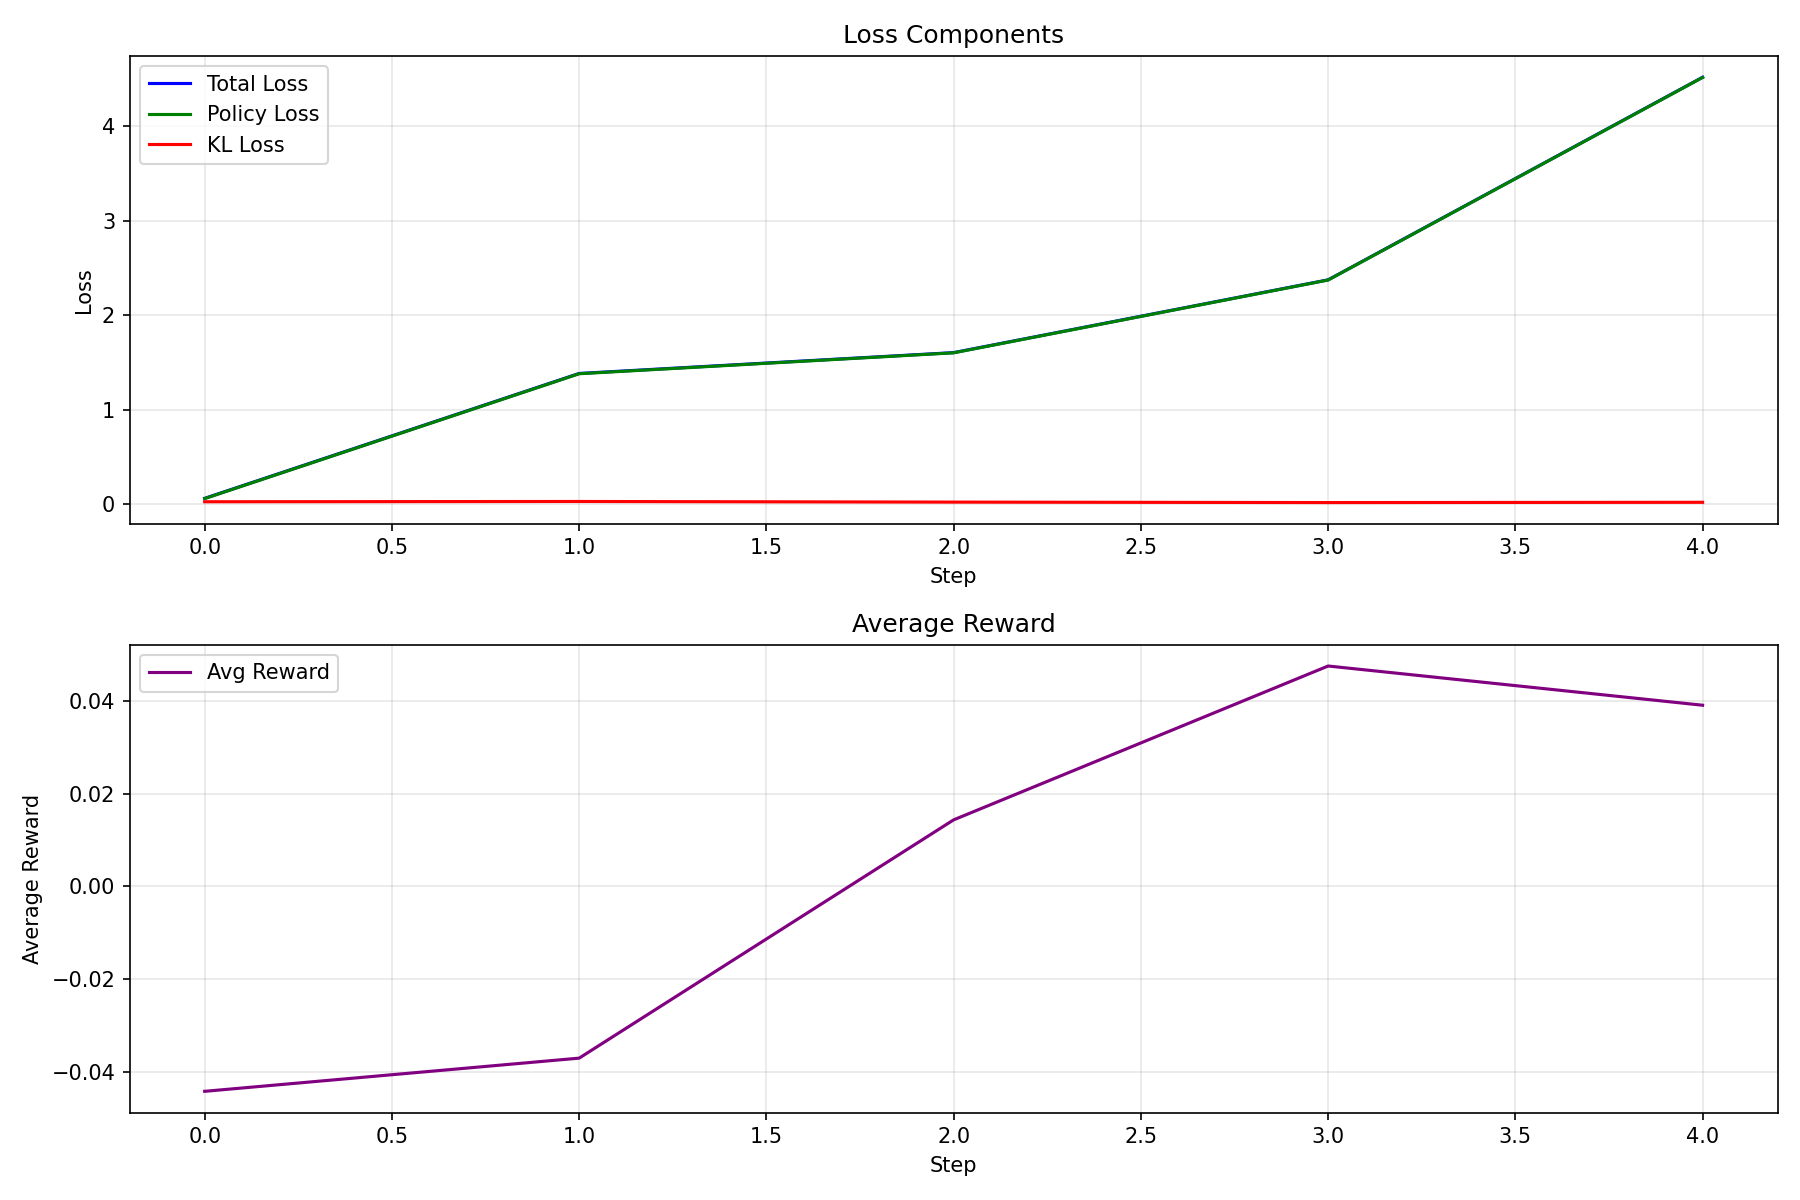 Loss Components
Total Loss
Policy Loss
KL Loss
4
3
2
1
0
Loss
0.0 0.5 1.0 1.5 2.0 2.5 3.0 3.5 4.0
Step
Average Reward
Avg Reward
0.04
0.02
0.00
−0.02
−0.04
Average Reward
0.0 0.5 1.0 1.5 2.0 2.5 3.0 3.5 4.0
Step